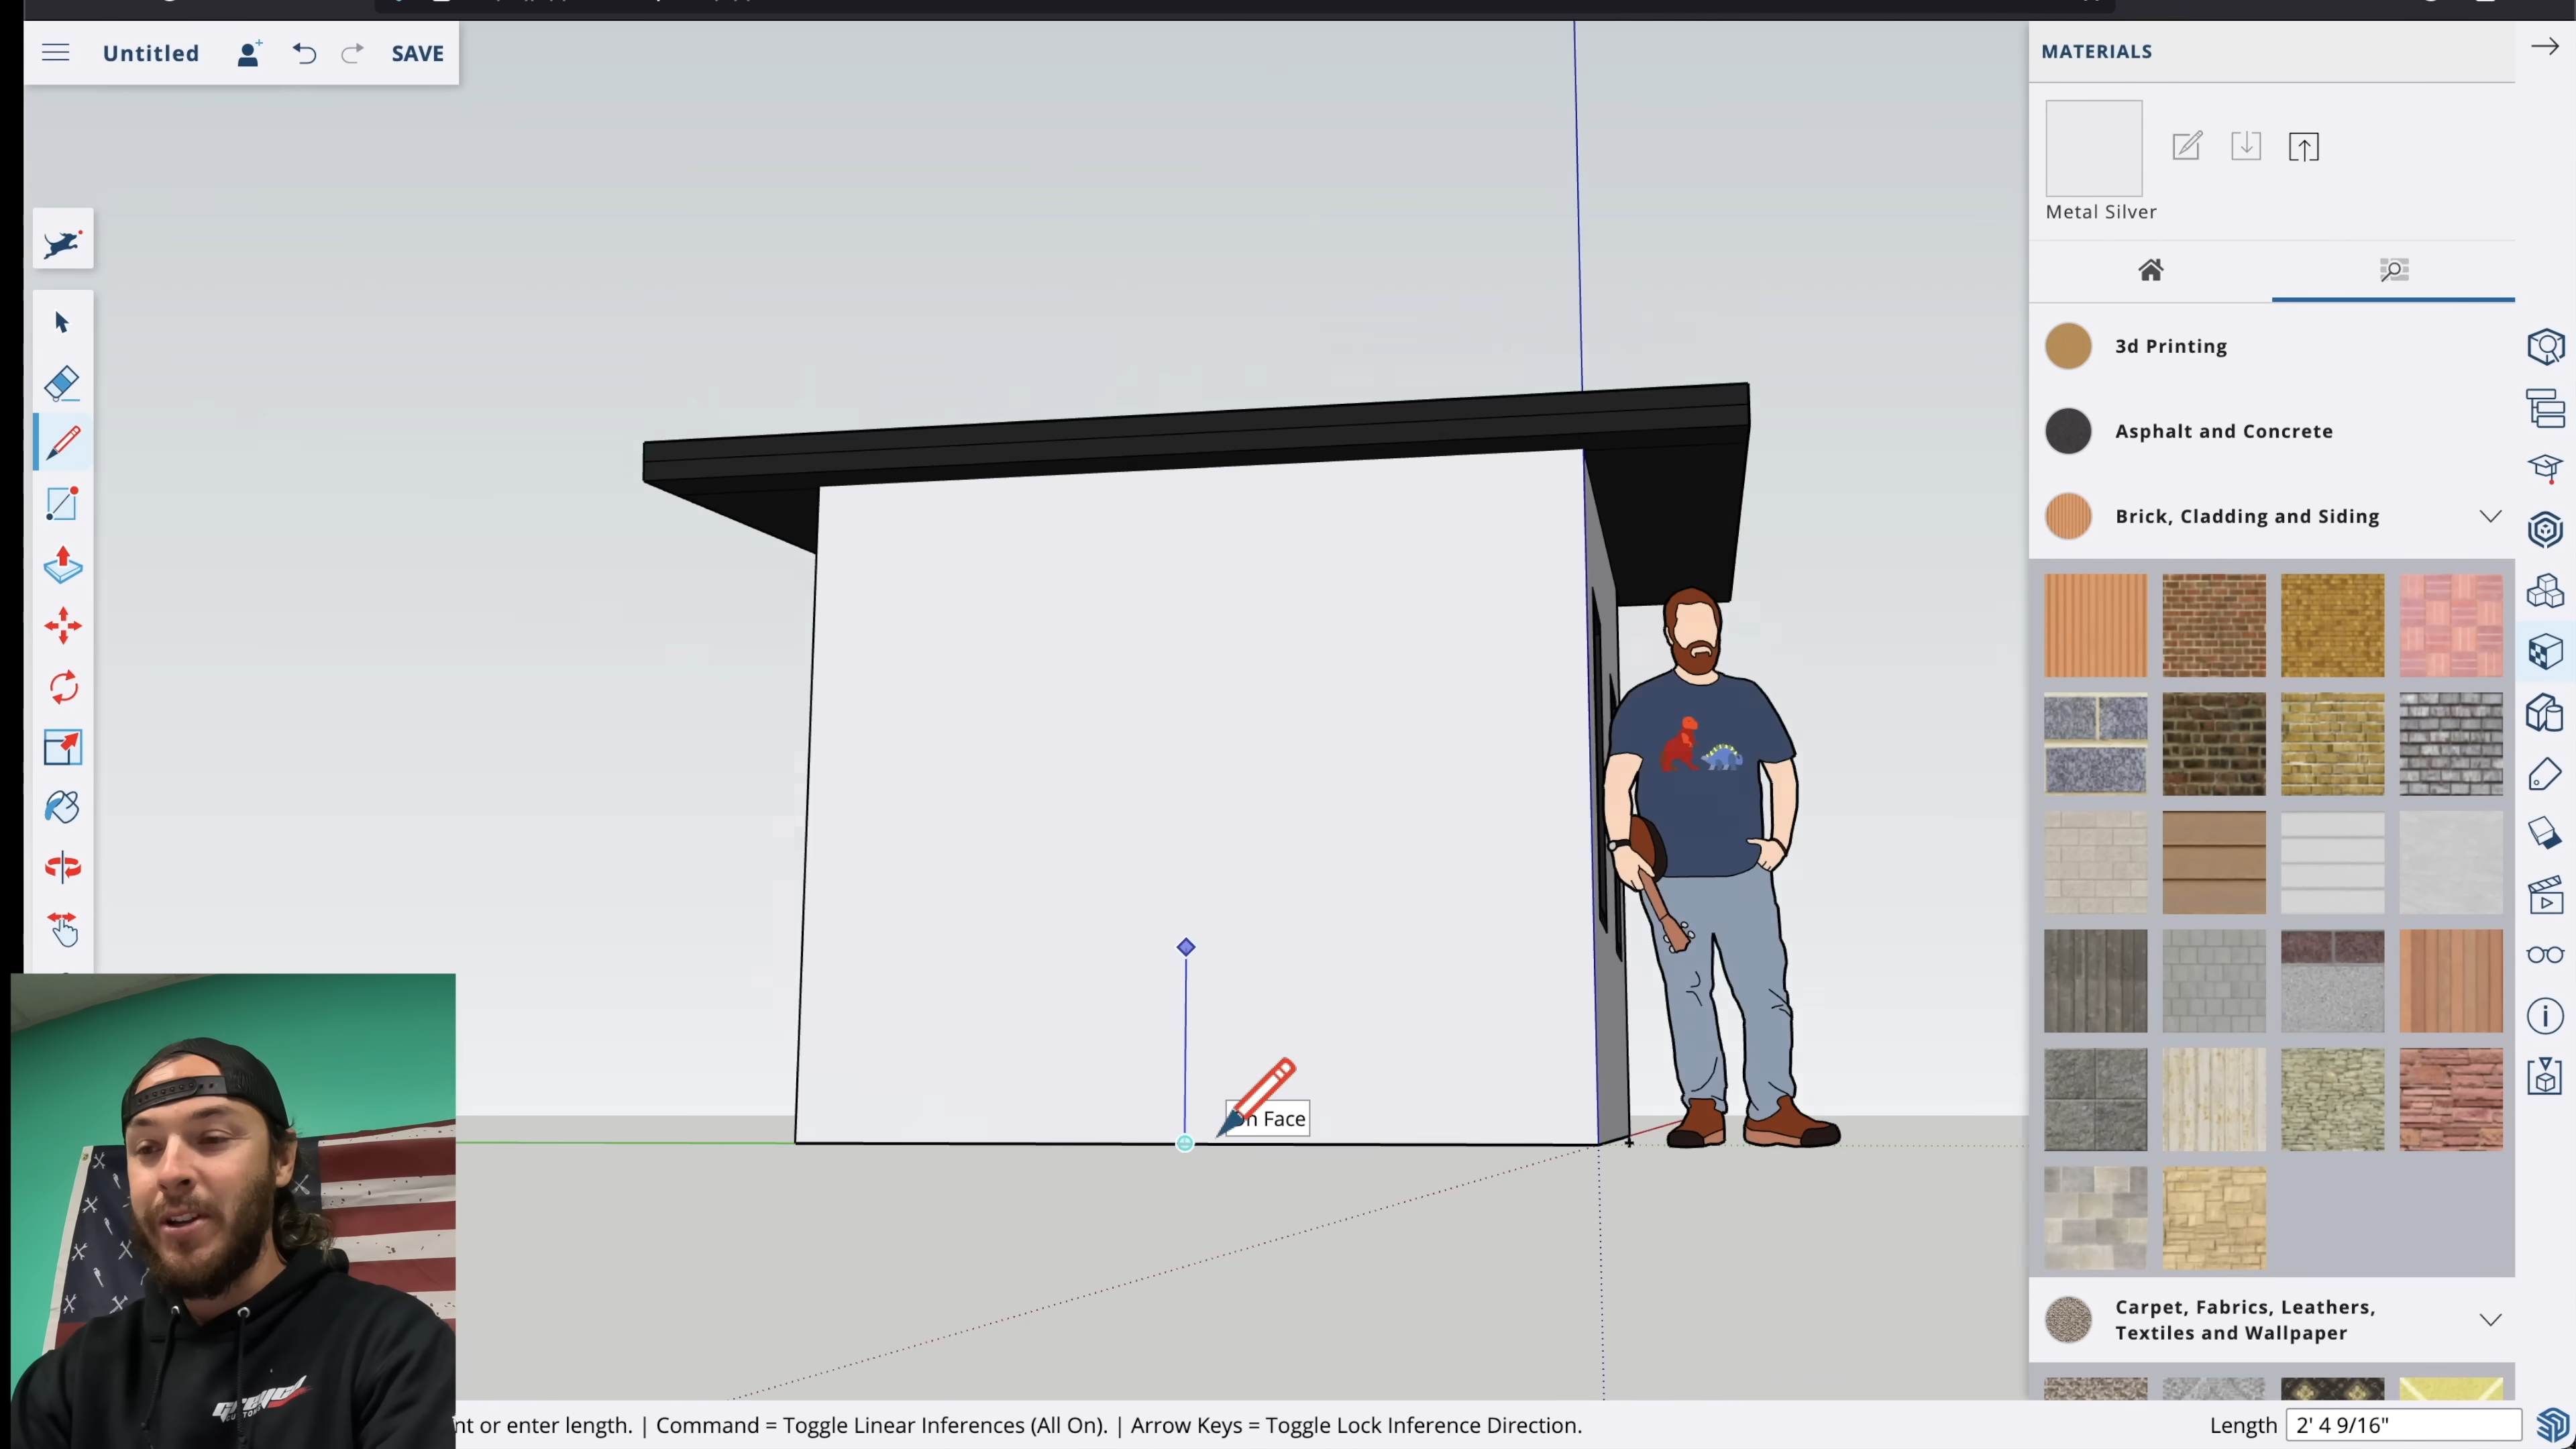 Untitled
SAVE
MATERIALS
Metal Silver
3d Printing
Asphalt and Concrete
Brick, Cladding and Siding
On Face
Carpet, Fabrics, Leathers,
Textiles and Wallpaper
nt or enter length. | Command = Toggle Linear Inferences (All On). | Arrow Keys = Toggle Lock Inference Direction.
Length 2' 4 9/16"